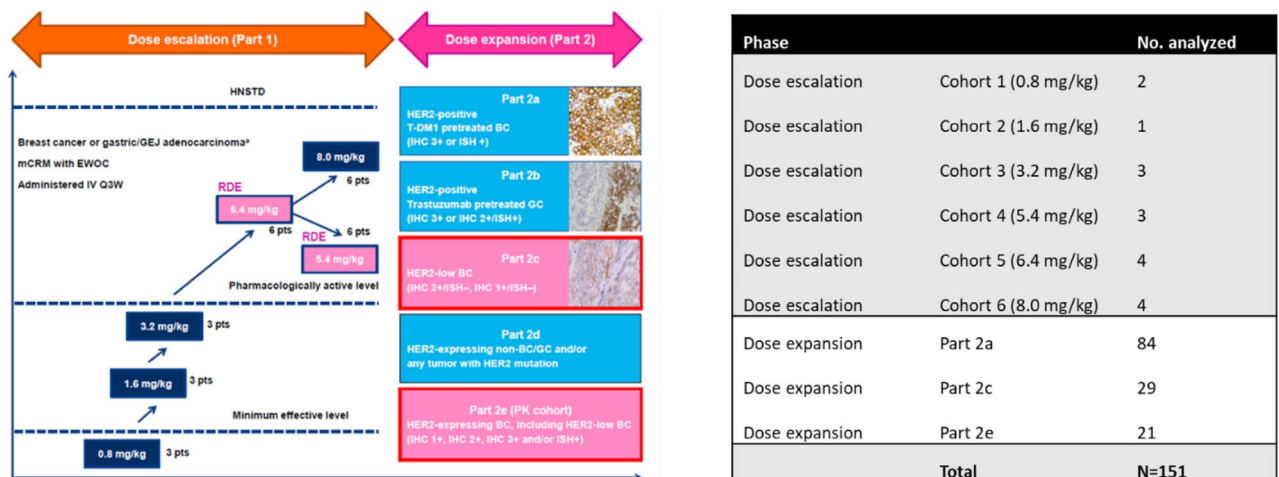 Dose escalation (Part 1)
Dose expansion (Part 2)
HNSTD
Breast cancer or gastric/GEJ adenocarcinomaᵃ
mCRM with EWOC
Administered IV Q3W
8.0 mg/kg
6 pts
RDE
6.4 mg/kg
6 pts
6 pts
RDE
5.4 mg/kg
Pharmacologically active level
3.2 mg/kg
3 pts
1.6 mg/kg
3 pts
Minimum effective level
0.8 mg/kg
3 pts
Part 2a
HER2-positive
T-DM1 pretreated BC
(IHC 3+ or ISH +)
Part 2b
HER2-positive
Trastuzumab pretreated GC
(IHC 3+ or IHC 2+/ISH+)
Part 2c
HER2-low BC
(IHC 2+/ISH–, IHC 1+/ISH–)
Part 2d
HER2-expressing non-BC/GC and/or
any tumor with HER2 mutation
Part 2e (PK cohort)
HER2-expressing BC, including HER2-low BC
(IHC 1+, IHC 2+, IHC 3+ and/or ISH+)
Phase No. analyzed
Dose escalation Cohort 1 (0.8 mg/kg) 2
Dose escalation Cohort 2 (1.6 mg/kg) 1
Dose escalation Cohort 3 (3.2 mg/kg) 3
Dose escalation Cohort 4 (5.4 mg/kg) 3
Dose escalation Cohort 5 (6.4 mg/kg) 4
Dose escalation Cohort 6 (8.0 mg/kg) 4
Dose expansion Part 2a 84
Dose expansion Part 2c 29
Dose expansion Part 2e 21
Total N=151